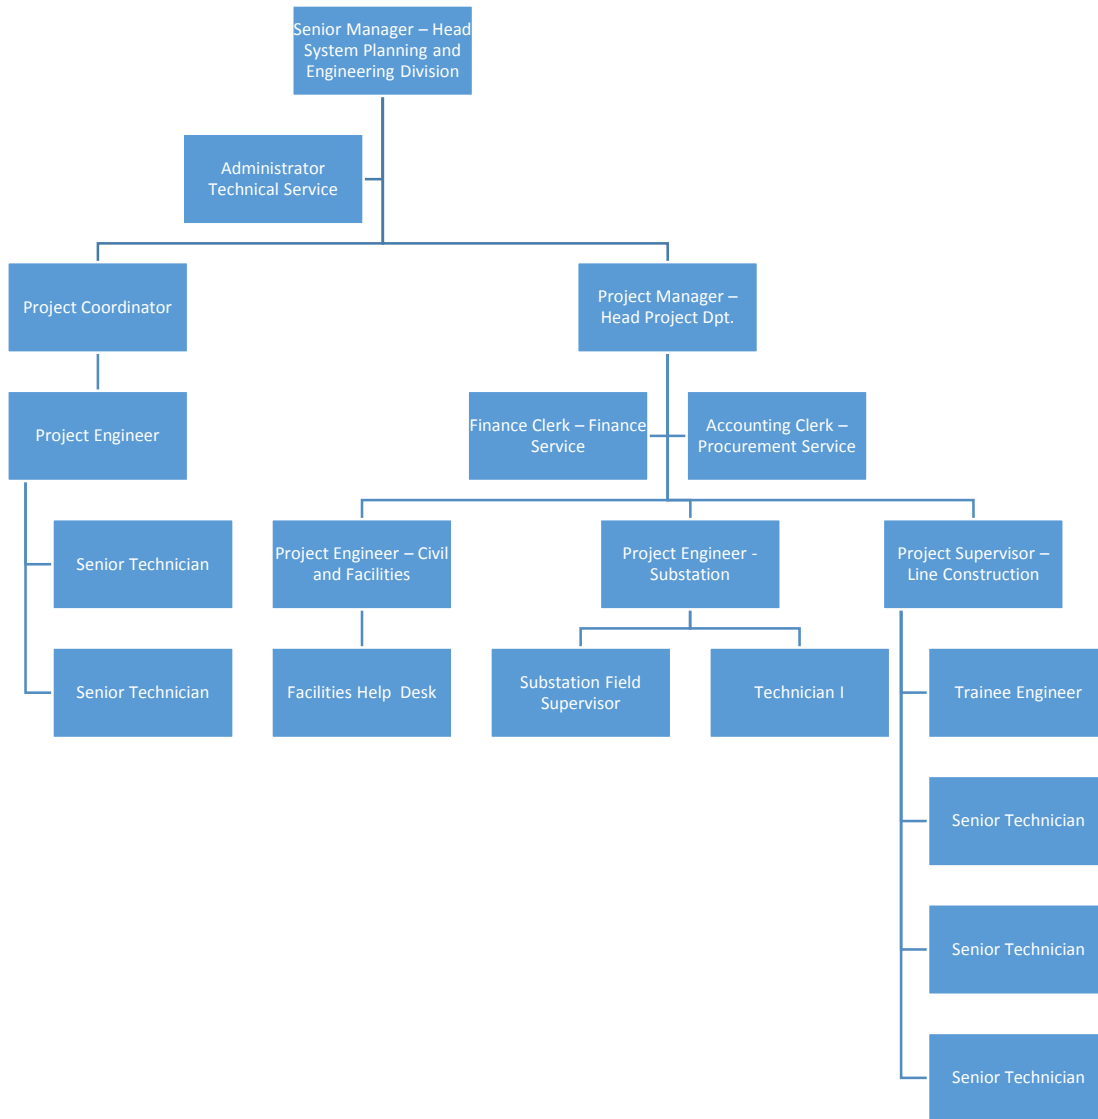 Senior Manager – Head
System Planning and
Engineering Division
Administrator
Technical Service
Project Coordinator
Project Manager –
Head Project Dpt.
Project Engineer
Finance Clerk – Finance
Service
Accounting Clerk –
Procurement Service
Senior Technician
Project Engineer – Civil
and Facilities
Project Engineer -
Substation
Project Supervisor –
Line Construction
Senior Technician
Facilities Help  Desk
Substation Field
Supervisor
Technician I
Trainee Engineer
Senior Technician
Senior Technician
Senior Technician